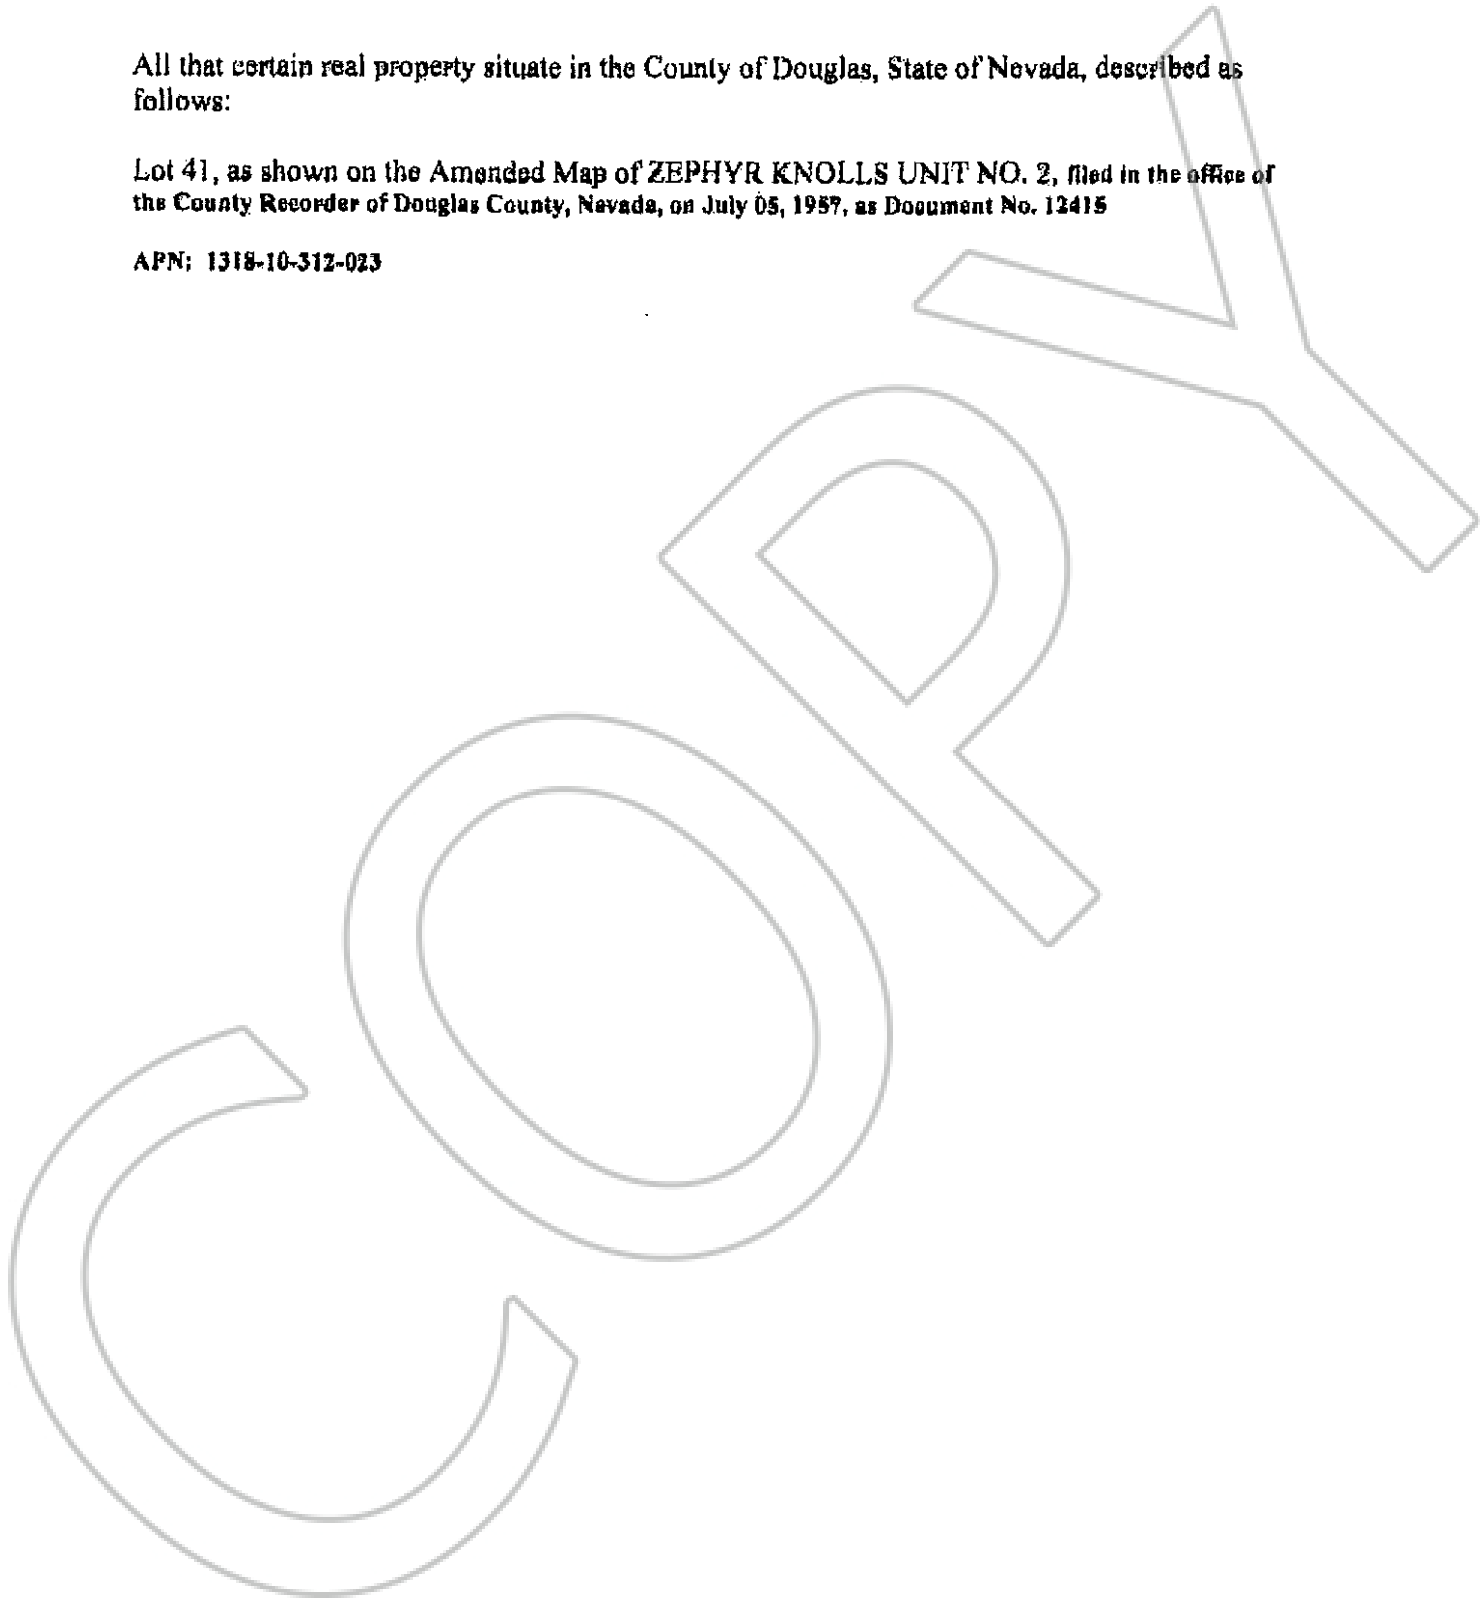 All that certain real property situate in the County of Douglas, State of Nevada, described as
follows:
Lot 41, as shown on the Amended Map of ZEPHYR KNOLLS UNIT NO. 2, filed in the office of
the County Recorder of Douglas County, Nevada, on July 05, 1957, as Document No. 12415
APN: 1318-10-312-023
COPY